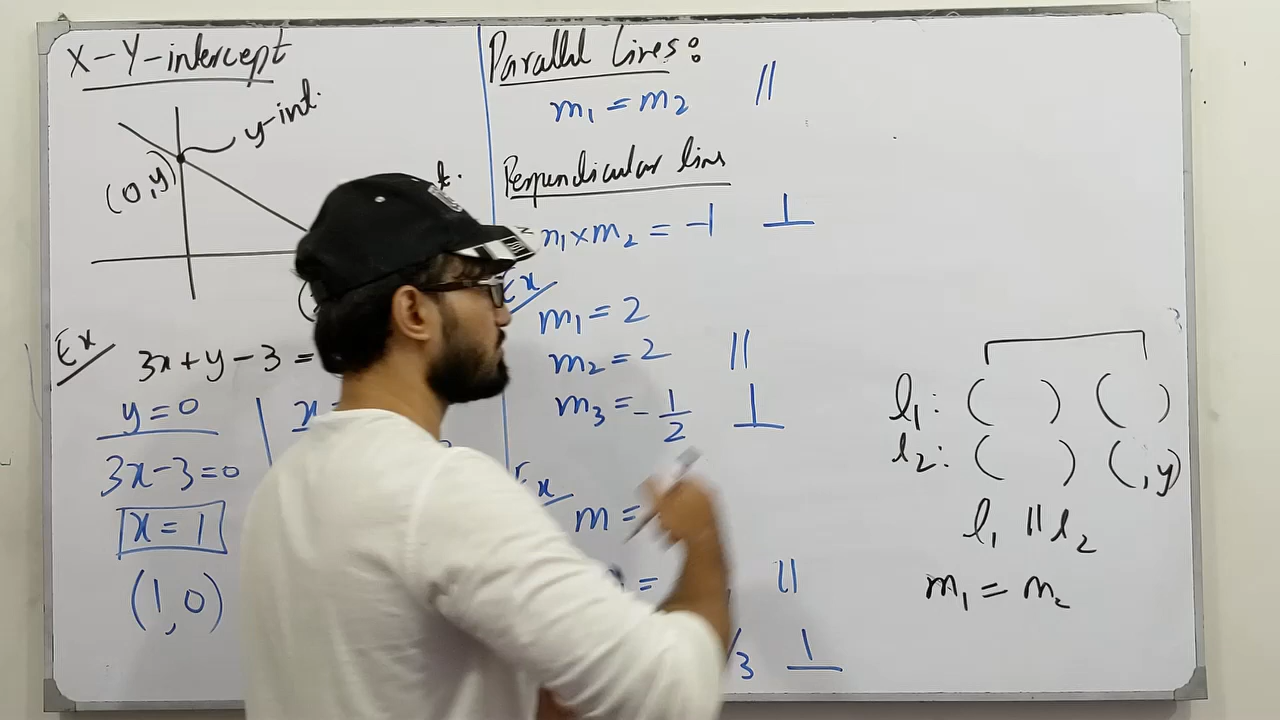 X-Y-intercept
y-int.
(0,y)
t.
Ex
3x+y-3=
y=0
x=
3x-3=0
x=1
(1,0)
Parallel lines:
m₁=m₂ //
Perpendicular line
m₁×m₂=-1 ⊥
Ex
m₁=2
m₂=2 ||
m₃=-1/2 ⊥
Ex
m=
= ||
/3 ⊥
l₁: ( ) ( )
l₂: ( ) ( ,y)
l₁ || l₂
m₁=m₂